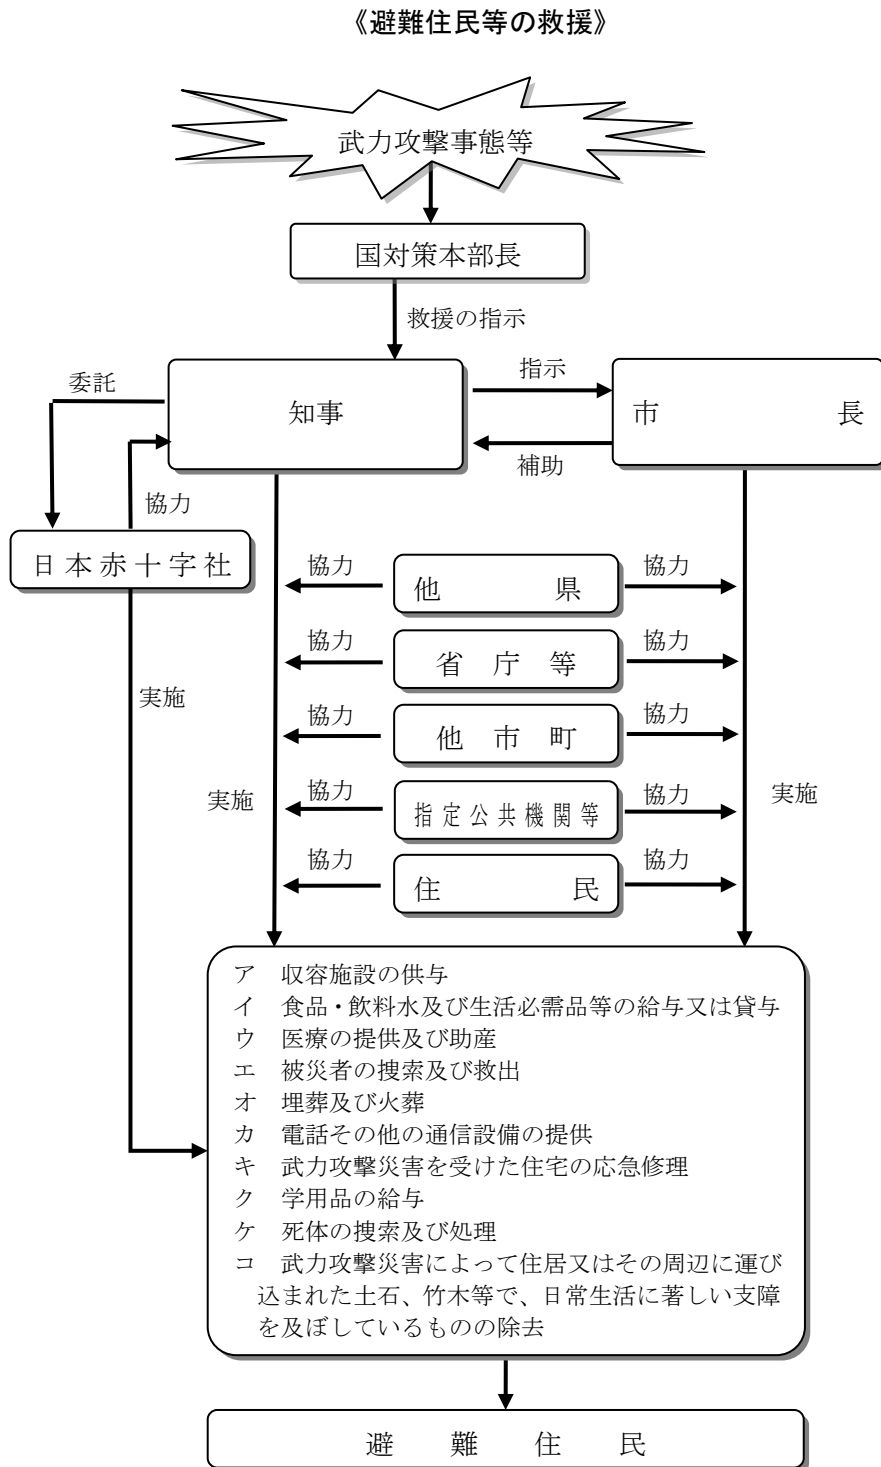 《避難住民等の救援》
武力攻撃事態等
国対策本部長
救援の指示
委託
知事
指示
市長
補助
協力
日本赤十字社
協力
他県
協力
協力
省庁等
協力
実施
協力
他市町
協力
実施
協力
指定公共機関等
協力
実施
協力
住民
協力
ア 収容施設の供与
イ 食品・飲料水及び生活必需品等の給与又は貸与
ウ 医療の提供及び助産
エ 被災者の捜索及び救出
オ 埋葬及び火葬
カ 電話その他の通信設備の提供
キ 武力攻撃災害を受けた住宅の応急修理
ク 学用品の給与
ケ 死体の捜索及び処理
コ 武力攻撃災害によって住居又はその周辺に運び
込まれた土石、竹木等で、日常生活に著しい支障
を及ぼしているものの除去
避難住民